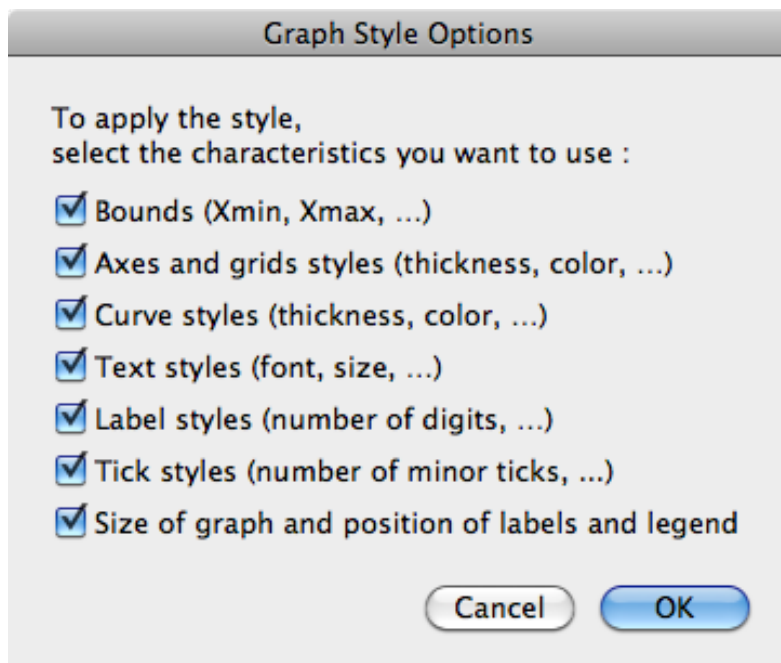 Graph Style Options
To apply the style,
select the characteristics you want to use :
Bounds (Xmin, Xmax, ...)
Axes and grids styles (thickness, color, ...)
Curve styles (thickness, color, ...)
Text styles (font, size, ...)
Label styles (number of digits, ...)
Tick styles (number of minor ticks, ...)
Size of graph and position of labels and legend
Cancel OK